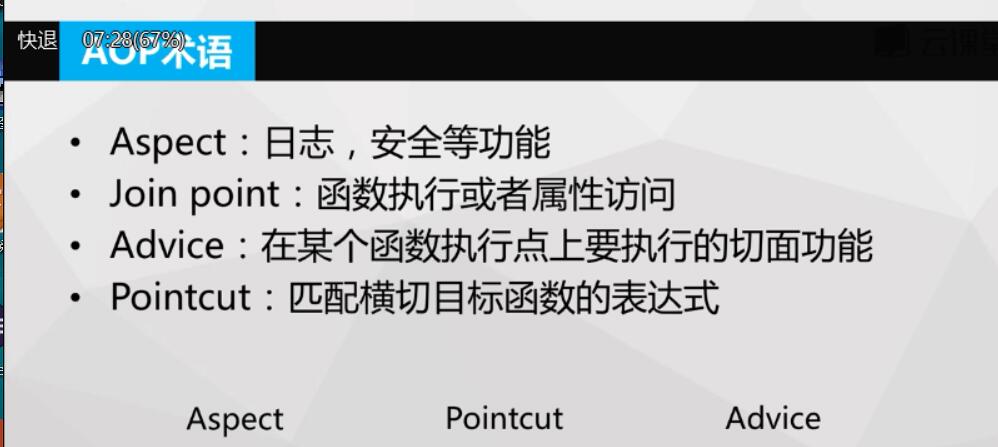 快退 07:28(67%)
AOP术语
云课堂
• Aspect：日志，安全等功能
• Join point：函数执行或者属性访问
• Advice：在某个函数执行点上要执行的切面功能
• Pointcut：匹配横切目标函数的表达式
Aspect Pointcut Advice